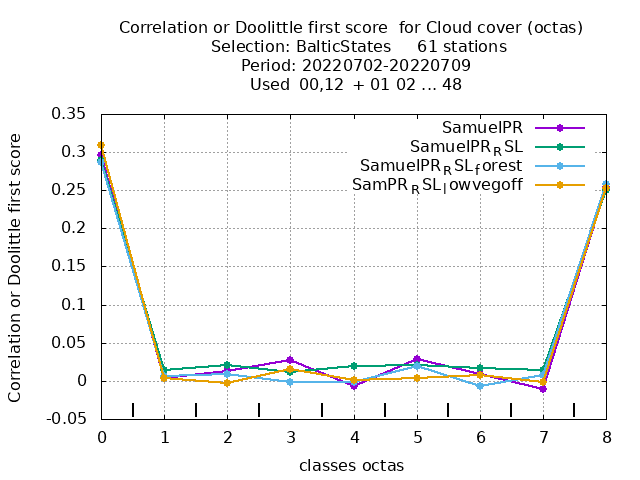 Correlation or Doolittle first score  for Cloud cover (octas)
Selection: BalticStates     61 stations
Period: 20220702-20220709
Used  00,12  + 01 02 ... 48
0.35
0.3
0.25
0.2
0.15
0.1
0.05
0
-0.05
Correlation or Doolittle first score
SamuelPR
SamuelPR_RSL
SamuelPR_RSL_forest
SamPR_RSL_lowvegoff
0 1 2 3 4 5 6 7 8
classes octas